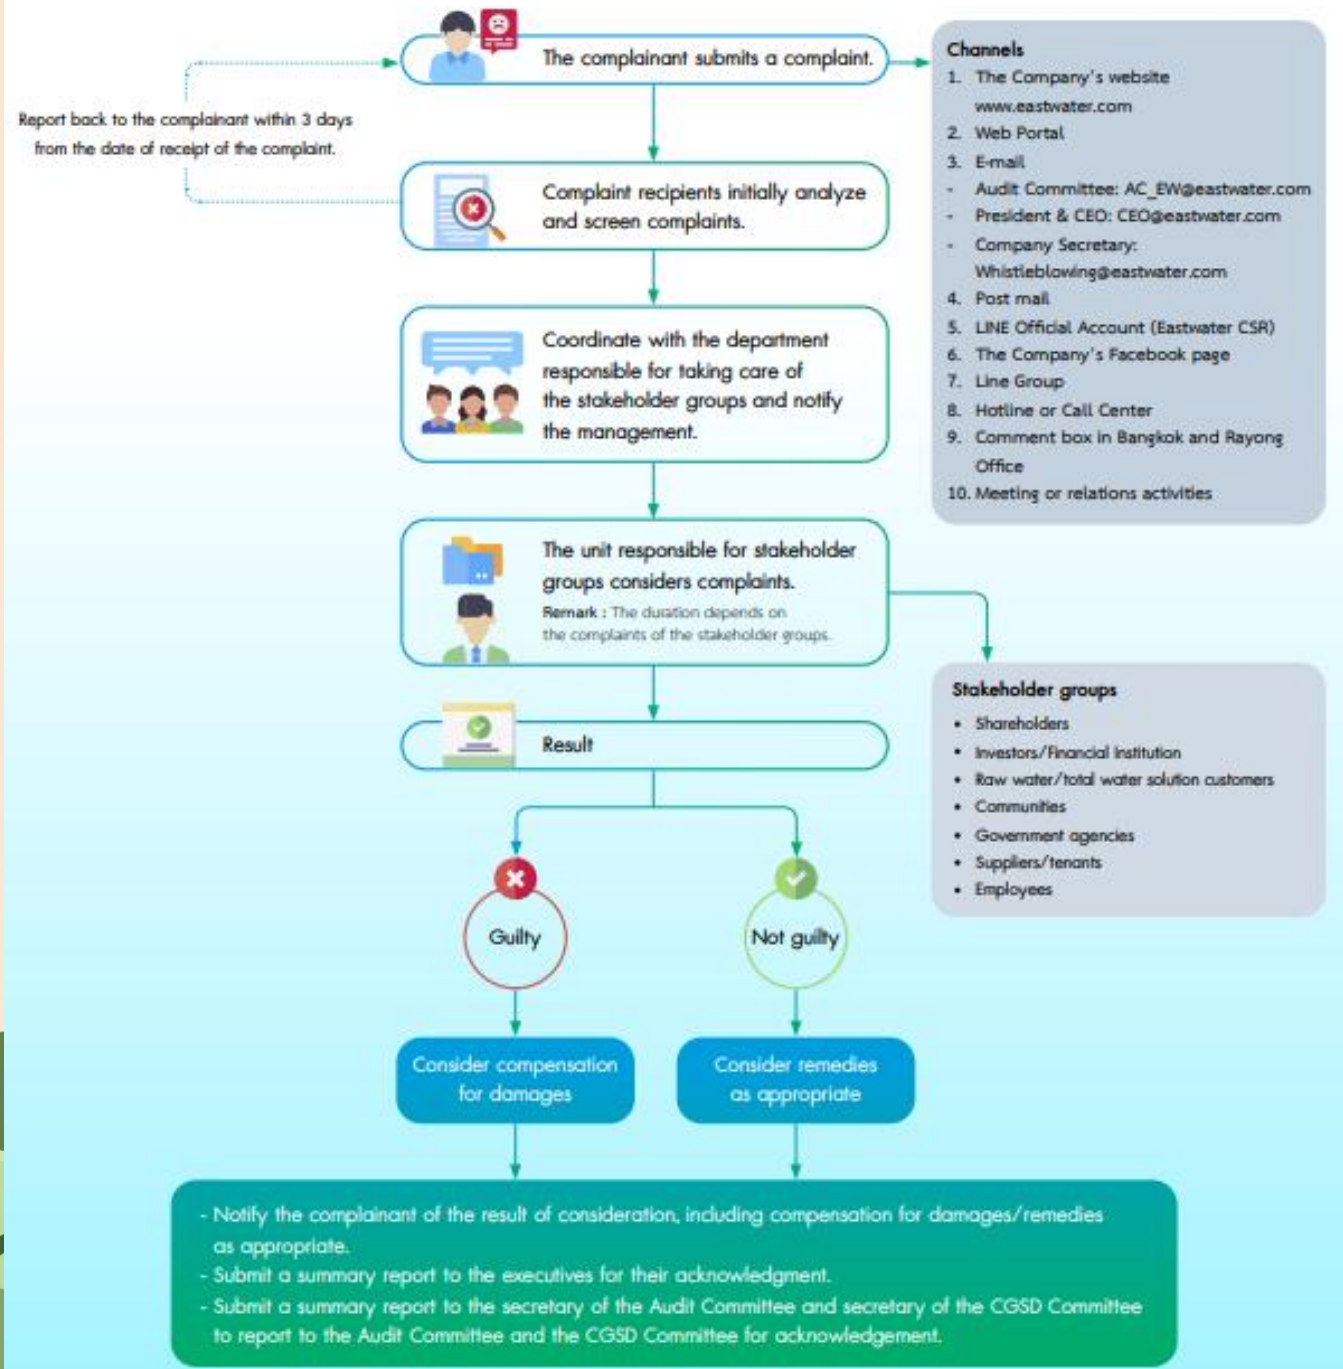 The complainant submits a complaint.
Report back to the complainant within 3 days
from the date of receipt of the complaint.
Channels
1. The Company's website
www.eastwater.com
2. Web Portal
3. E-mail
- Audit Committee: AC_EW@eastwater.com
- President & CEO: CEO@eastwater.com
- Company Secretary:
Whistleblowing@eastwater.com
4. Post mail
5. LINE Official Account (Eastwater CSR)
6. The Company's Facebook page
7. Line Group
8. Hotline or Call Center
9. Comment box in Bangkok and Rayong
Office
10. Meeting or relations activities
Complaint recipients initially analyze
and screen complaints.
Coordinate with the department
responsible for taking care of
the stakeholder groups and notify
the management.
The unit responsible for stakeholder
groups considers complaints.
Remark : The duration depends on
the complaints of the stakeholder groups.
Stakeholder groups
• Shareholders
• Investors/Financial Institution
• Raw water/total water solution customers
• Communities
• Government agencies
• Suppliers/tenants
• Employees
Result
Guilty
Not guilty
Consider compensation
for damages
Consider remedies
as appropriate
- Notify the complainant of the result of consideration, including compensation for damages/remedies
as appropriate.
- Submit a summary report to the executives for their acknowledgment.
- Submit a summary report to the secretary of the Audit Committee and secretary of the CGSD Committee
to report to the Audit Committee and the CGSD Committee for acknowledgement.